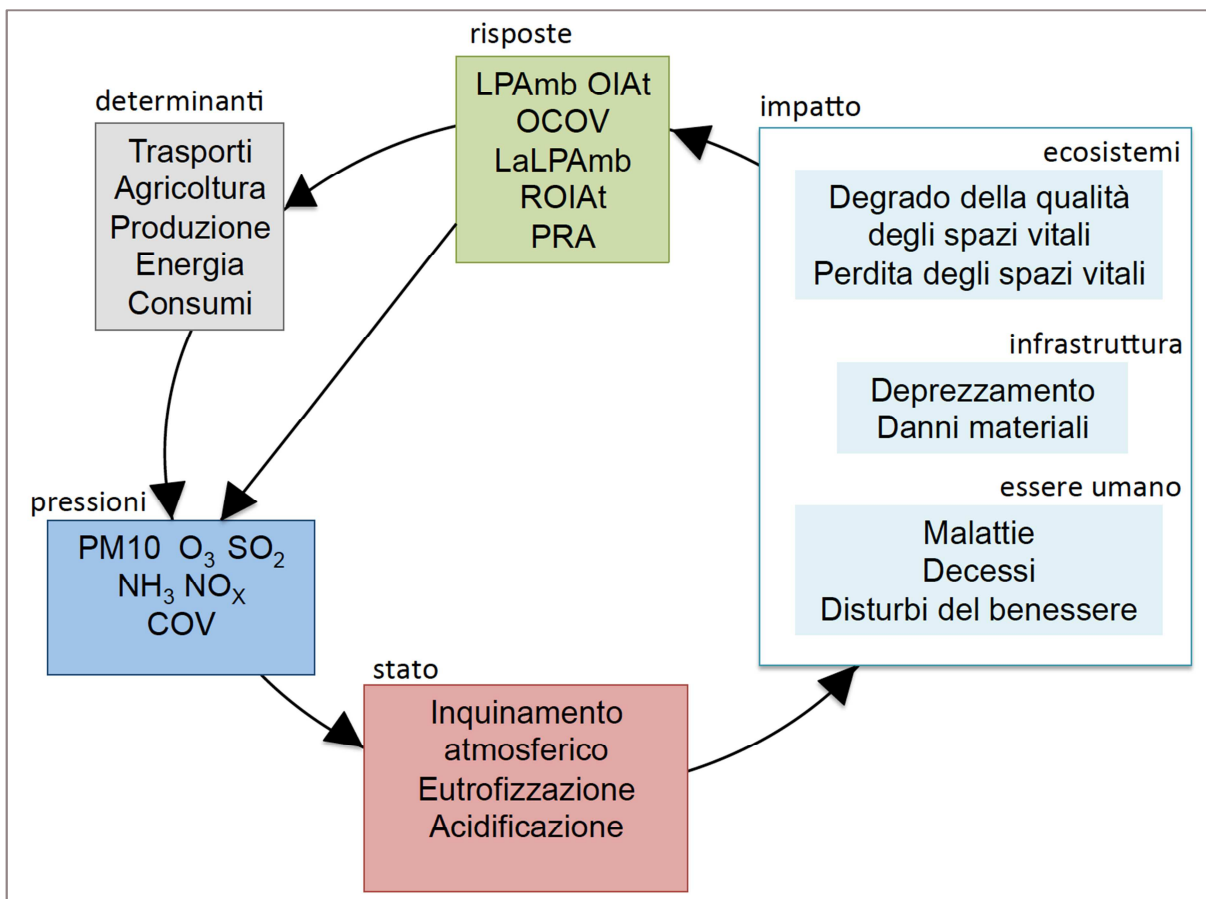 risposte
LPAmb OIAt
OCOV
LaLPAmb
ROIAt
PRA
determinanti
Trasporti
Agricoltura
Produzione
Energia
Consumi
impatto
ecosistemi
Degrado della qualità
degli spazi vitali
Perdita degli spazi vitali
infrastruttura
Deprezzamento
Danni materiali
essere umano
Malattie
Decessi
Disturbi del benessere
pressioni
PM10 O₃ SO₂
NH₃ NOₓ
COV
stato
Inquinamento
atmosferico
Eutrofizzazione
Acidificazione